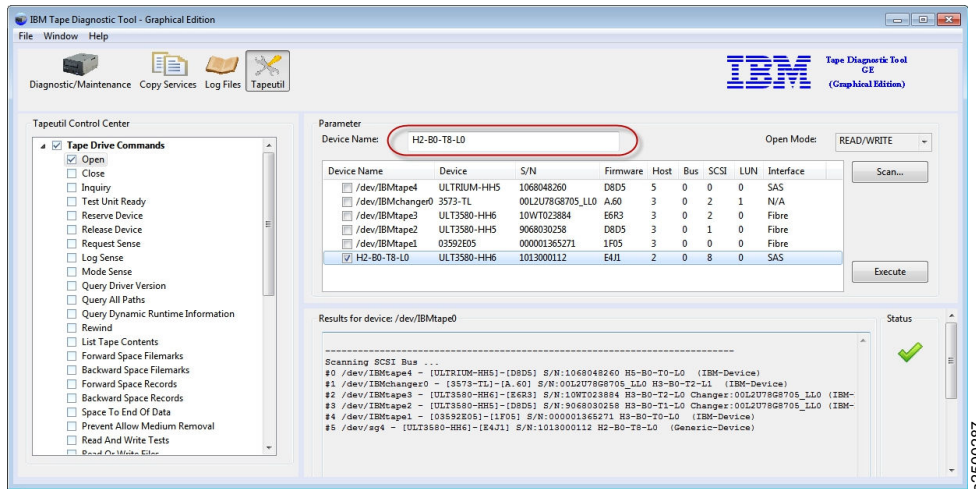 IBM Tape Diagnostic Tool - Graphical Edition
File Window Help
Diagnostic/Maintenance Copy Services Log Files Tapeutil
IBM
Tape Diagnostic Tool
GE
(Graphical Edition)
Tapeutil Control Center
Tape Drive Commands
Open
Close
Inquiry
Test Unit Ready
Reserve Device
Release Device
Request Sense
Log Sense
Mode Sense
Query Driver Version
Query All Paths
Query Dynamic Runtime Information
Rewind
List Tape Contents
Forward Space Filemarks
Backward Space Filemarks
Forward Space Records
Backward Space Records
Space To End Of Data
Prevent Allow Medium Removal
Read And Write Tests
Read Or Write Files
Parameter
Device Name: H2-B0-T8-L0 Open Mode: READ/WRITE
Device Name Device S/N Firmware Host Bus SCSI LUN Interface
/dev/IBMtape4 ULTRIUM-HH5 1068048260 D8D5 5 0 0 0 SAS
/dev/IBMchanger0 3573-TL 00L2U78G8705_LL0 A.60 3 0 2 1 N/A
/dev/IBMtape3 ULT3580-HH6 10WT023884 E6R3 3 0 2 0 Fibre
/dev/IBMtape2 ULT3580-HH5 9068030258 D8D5 3 0 1 0 Fibre
/dev/IBMtape1 03592E05 000001365271 1F05 3 0 0 0 Fibre
H2-B0-T8-L0 ULT3580-HH6 1013000112 E4J1 2 0 8 0 SAS
Scan...
Execute
Results for device: /dev/IBMtape0
Status
--------------------------------------------------------------------------
Scanning SCSI Bus ...
#0 /dev/IBMtape4 - [ULTRIUM-HH5]-[D8D5] S/N:1068048260 H5-B0-T0-L0 (IBM-Device)
#1 /dev/IBMchanger0 - [3573-TL]-[A.60] S/N:00L2U78G8705_LL0 H3-B0-T2-L1 (IBM-Device)
#2 /dev/IBMtape3 - [ULT3580-HH6]-[E6R3] S/N:10WT023884 H3-B0-T2-L0 Changer:00L2U78G8705_LL0 (IBM-
#3 /dev/IBMtape2 - [ULT3580-HH5]-[D8D5] S/N:9068030258 H3-B0-T1-L0 Changer:00L2U78G8705_LL0 (IBM-
#4 /dev/IBMtape1 - [03592E05]-[1F05] S/N:000001365271 H3-B0-T0-L0 (IBM-Device)
#5 /dev/sg4 - [ULT3580-HH6]-[E4J1] S/N:1013000112 H2-B0-T8-L0 (Generic-Device)